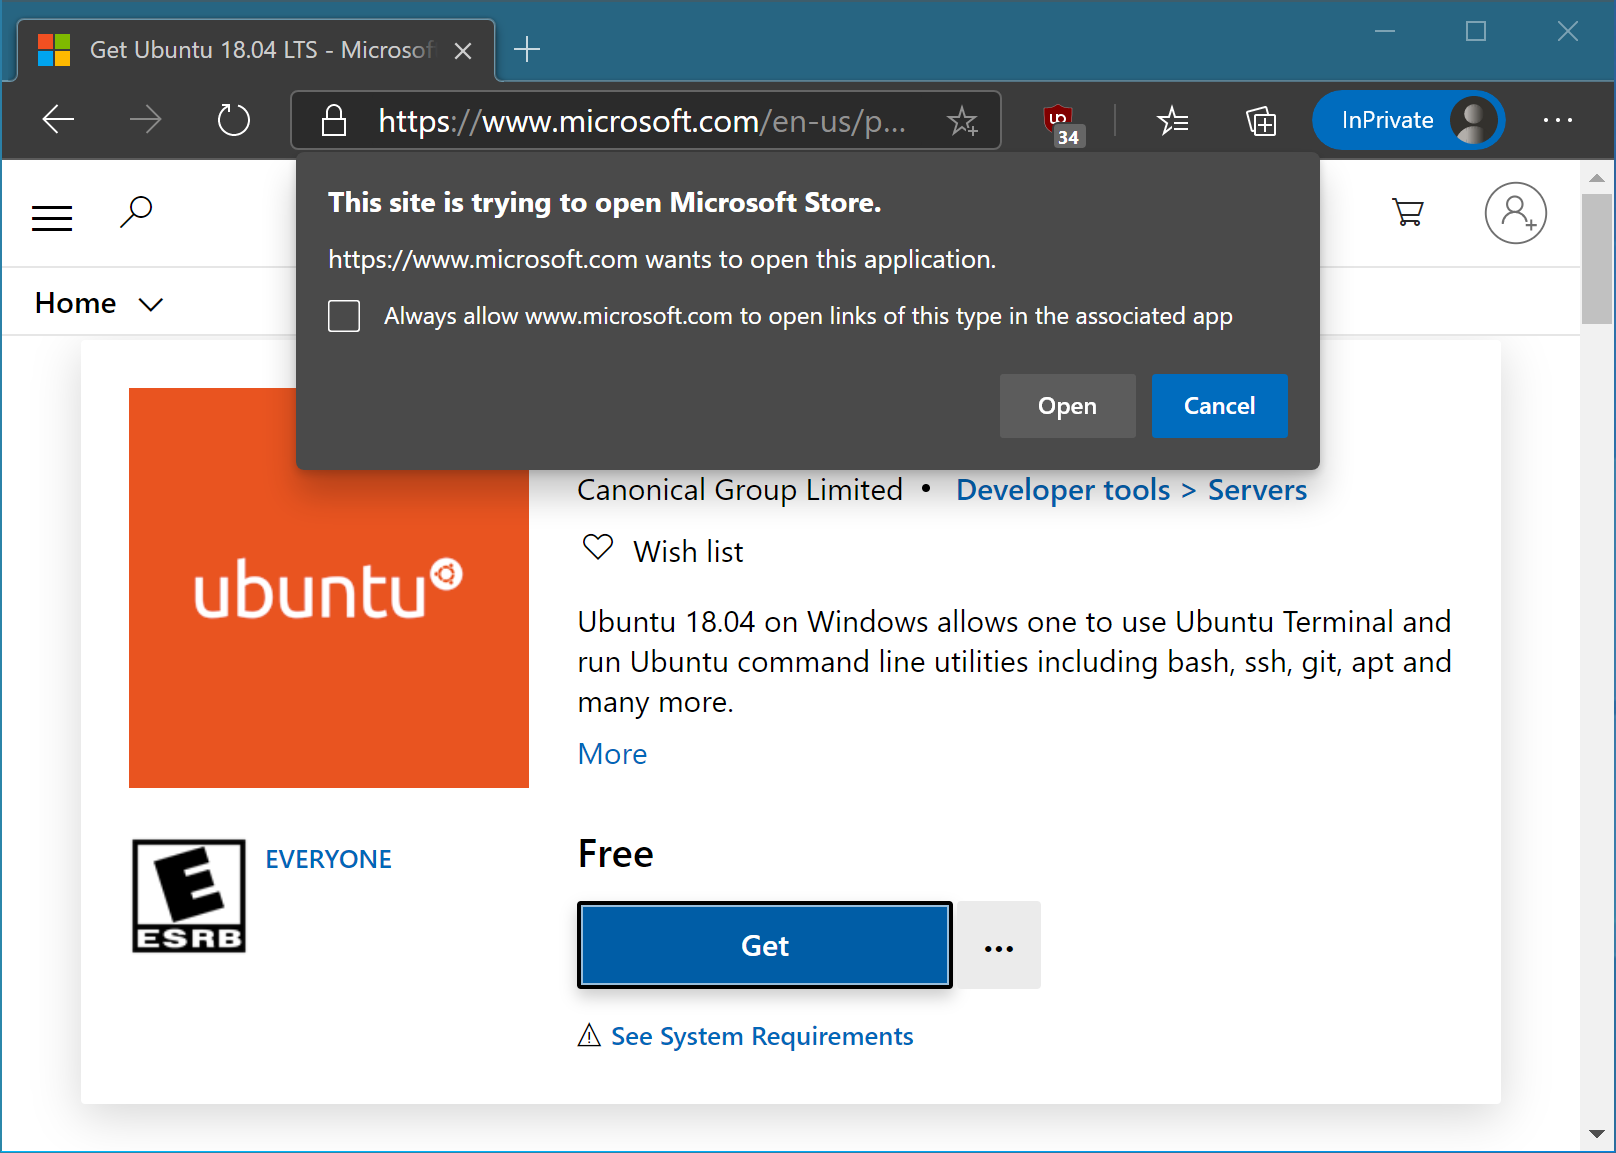 Get Ubuntu 18.04 LTS - Microsof
https://www.microsoft.com/en-us/p...
34
InPrivate
This site is trying to open Microsoft Store.
https://www.microsoft.com wants to open this application.
Always allow www.microsoft.com to open links of this type in the associated app
Open
Cancel
Home
Canonical Group Limited • Developer tools > Servers
Wish list
ubuntu
Ubuntu 18.04 on Windows allows one to use Ubuntu Terminal and
run Ubuntu command line utilities including bash, ssh, git, apt and
many more.
More
E
ESRB
EVERYONE
Free
Get
...
See System Requirements